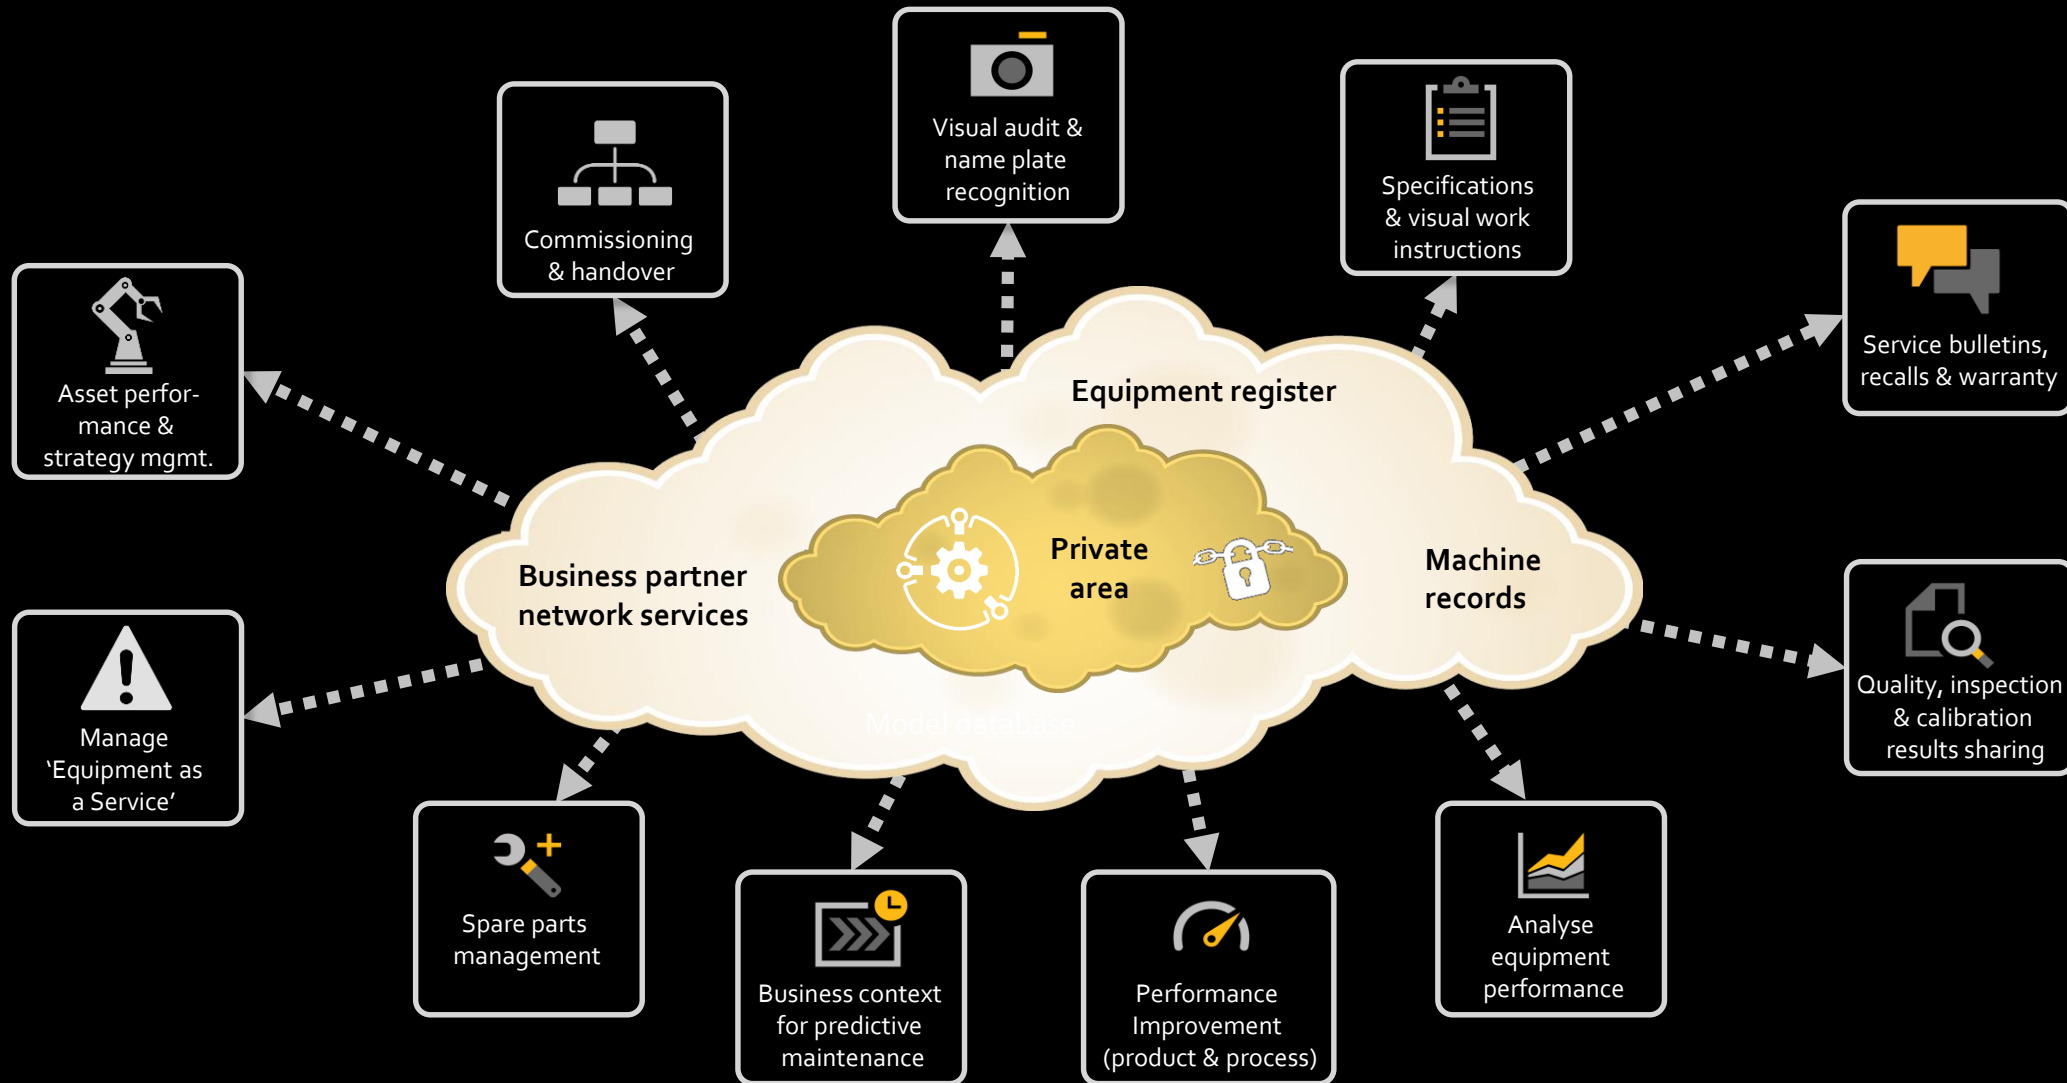 Visual audit &
name plate
recognition
Specifications
& visual work
instructions
Commissioning
& handover
Service bulletins,
recalls & warranty
Asset perfor-
mance &
strategy mgmt.
Equipment register
Private
area
Business partner
network services
Machine
records
Model database
Quality, inspection
& calibration
results sharing
Manage
‘Equipment as
a Service’
Spare parts
management
Business context
for predictive
maintenance
Performance
Improvement
(product & process)
Analyse
equipment
performance